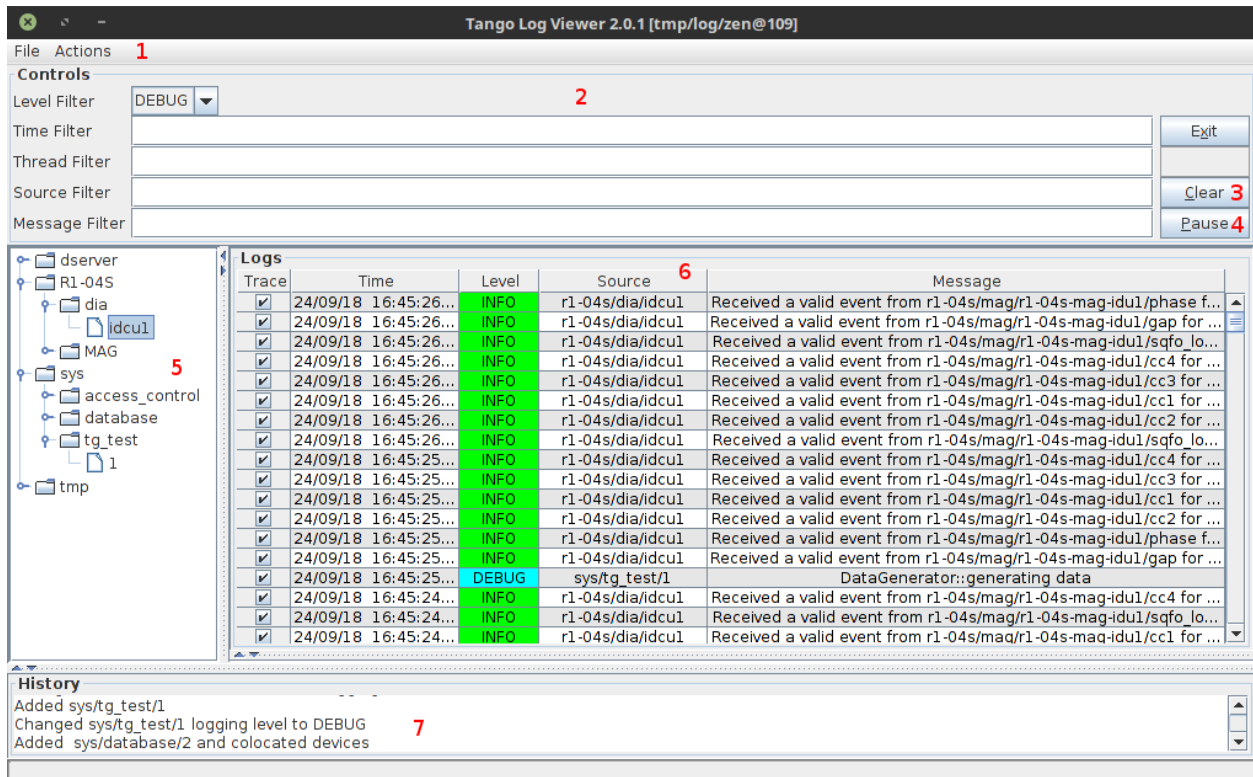 Tango Log Viewer 2.0.1 [tmp/log/zen@109]
File Actions 1
Controls
Level Filter DEBUG 2
Time Filter Exit
Thread Filter
Source Filter Clear 3
Message Filter Pause 4
dserver
R1-04S
dia
idcu1
MAG
sys 5
access_control
database
tg_test
1
tmp
Logs 6
Trace Time Level Source Message
24/09/18 16:45:26... INFO r1-04s/dia/idcu1 Received a valid event from r1-04s/mag/r1-04s-mag-idu1/phase f...
24/09/18 16:45:26... INFO r1-04s/dia/idcu1 Received a valid event from r1-04s/mag/r1-04s-mag-idu1/gap for ...
24/09/18 16:45:26... INFO r1-04s/dia/idcu1 Received a valid event from r1-04s/mag/r1-04s-mag-idu1/sqfo_lo...
24/09/18 16:45:26... INFO r1-04s/dia/idcu1 Received a valid event from r1-04s/mag/r1-04s-mag-idu1/cc4 for ...
24/09/18 16:45:26... INFO r1-04s/dia/idcu1 Received a valid event from r1-04s/mag/r1-04s-mag-idu1/cc3 for ...
24/09/18 16:45:26... INFO r1-04s/dia/idcu1 Received a valid event from r1-04s/mag/r1-04s-mag-idu1/cc1 for ...
24/09/18 16:45:26... INFO r1-04s/dia/idcu1 Received a valid event from r1-04s/mag/r1-04s-mag-idu1/cc2 for ...
24/09/18 16:45:26... INFO r1-04s/dia/idcu1 Received a valid event from r1-04s/mag/r1-04s-mag-idu1/sqfo_lo...
24/09/18 16:45:25... INFO r1-04s/dia/idcu1 Received a valid event from r1-04s/mag/r1-04s-mag-idu1/cc4 for ...
24/09/18 16:45:25... INFO r1-04s/dia/idcu1 Received a valid event from r1-04s/mag/r1-04s-mag-idu1/cc3 for ...
24/09/18 16:45:25... INFO r1-04s/dia/idcu1 Received a valid event from r1-04s/mag/r1-04s-mag-idu1/cc1 for ...
24/09/18 16:45:25... INFO r1-04s/dia/idcu1 Received a valid event from r1-04s/mag/r1-04s-mag-idu1/cc2 for ...
24/09/18 16:45:25... INFO r1-04s/dia/idcu1 Received a valid event from r1-04s/mag/r1-04s-mag-idu1/phase f...
24/09/18 16:45:25... INFO r1-04s/dia/idcu1 Received a valid event from r1-04s/mag/r1-04s-mag-idu1/gap for ...
24/09/18 16:45:25... DEBUG sys/tg_test/1 DataGenerator::generating data
24/09/18 16:45:24... INFO r1-04s/dia/idcu1 Received a valid event from r1-04s/mag/r1-04s-mag-idu1/cc4 for ...
24/09/18 16:45:24... INFO r1-04s/dia/idcu1 Received a valid event from r1-04s/mag/r1-04s-mag-idu1/sqfo_lo...
24/09/18 16:45:24... INFO r1-04s/dia/idcu1 Received a valid event from r1-04s/mag/r1-04s-mag-idu1/cc1 for ...
History
Added sys/tg_test/1
Changed sys/tg_test/1 logging level to DEBUG 7
Added sys/database/2 and colocated devices